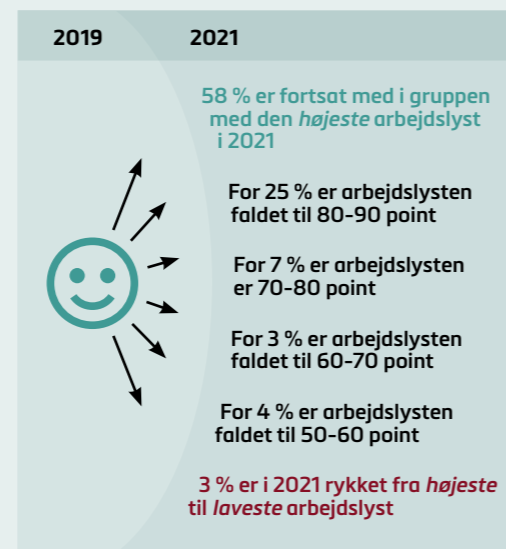 2019
2021
58 % er fortsat med i gruppen
med den højeste arbejdslyst
i 2021
For 25 % er arbejdslysten
faldet til 80-90 point
For 7 % er arbejdslysten
er 70-80 point
For 3 % er arbejdslysten
faldet til 60-70 point
For 4 % er arbejdslysten
faldet til 50-60 point
3 % er i 2021 rykket fra højeste
til laveste arbejdslyst